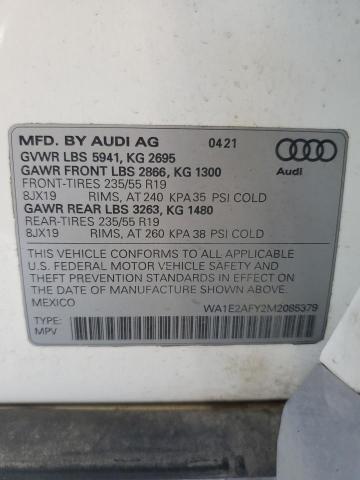 MFD. BY AUDI AG 0421
GVWR LBS 5941, KG 2695
GAWR FRONT LBS 2866, KG 1300
FRONT-TIRES 235/55 R19
8JX19 RIMS, AT 240 KPA 35 PSI COLD
GAWR REAR LBS 3263, KG 1480
REAR-TIRES 235/55 R19
8JX19 RIMS, AT 260 KPA 38 PSI COLD
Audi
THIS VEHICLE CONFORMS TO ALL APPLICABLE
U.S. FEDERAL MOTOR VEHICLE SAFETY AND
THEFT PREVENTION STANDARDS IN EFFECT ON THE
DATE OF MANUFACTURE SHOWN ABOVE.
MEXICO WA1E2AFY2M2085379
TYPE:
MPV